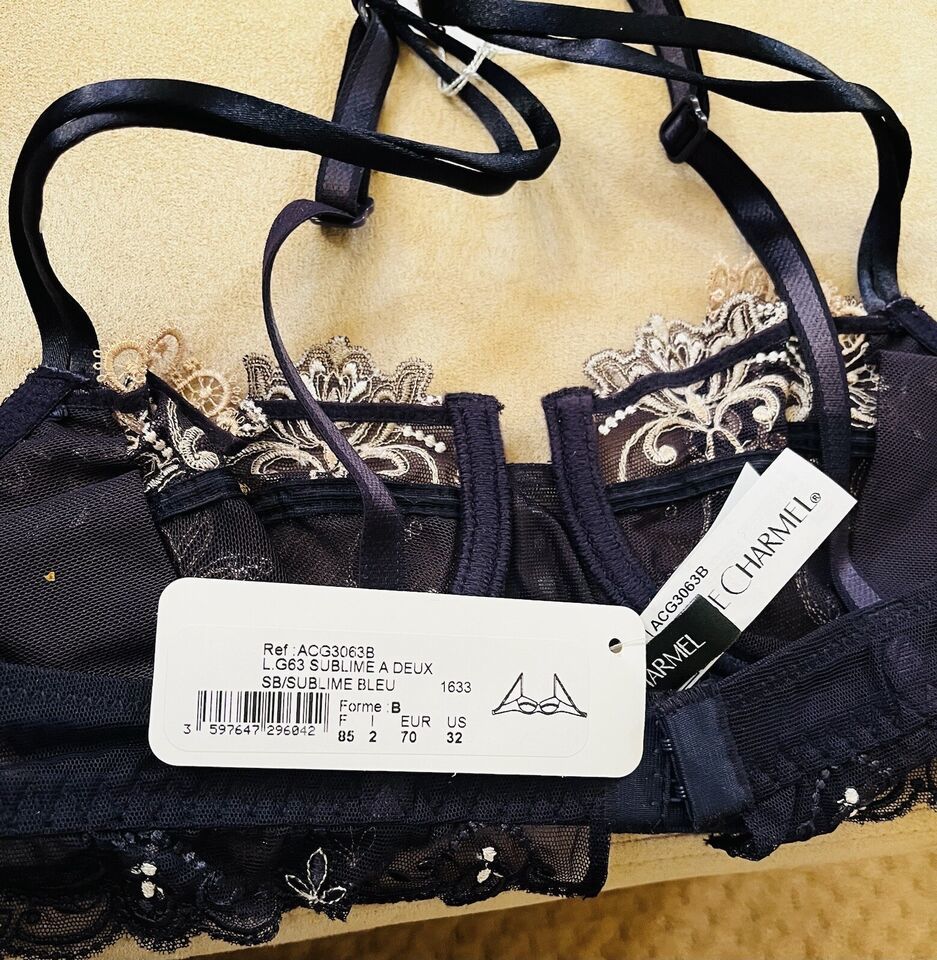 Ref :ACG3063B
L.G63 SUBLIME A DEUX
SB/SUBLIME BLEU 1633
Forme : B
F I EUR US
85 2 70 32
3 597647 296042
ACG3063B
E CHARMEL®
HARMEL